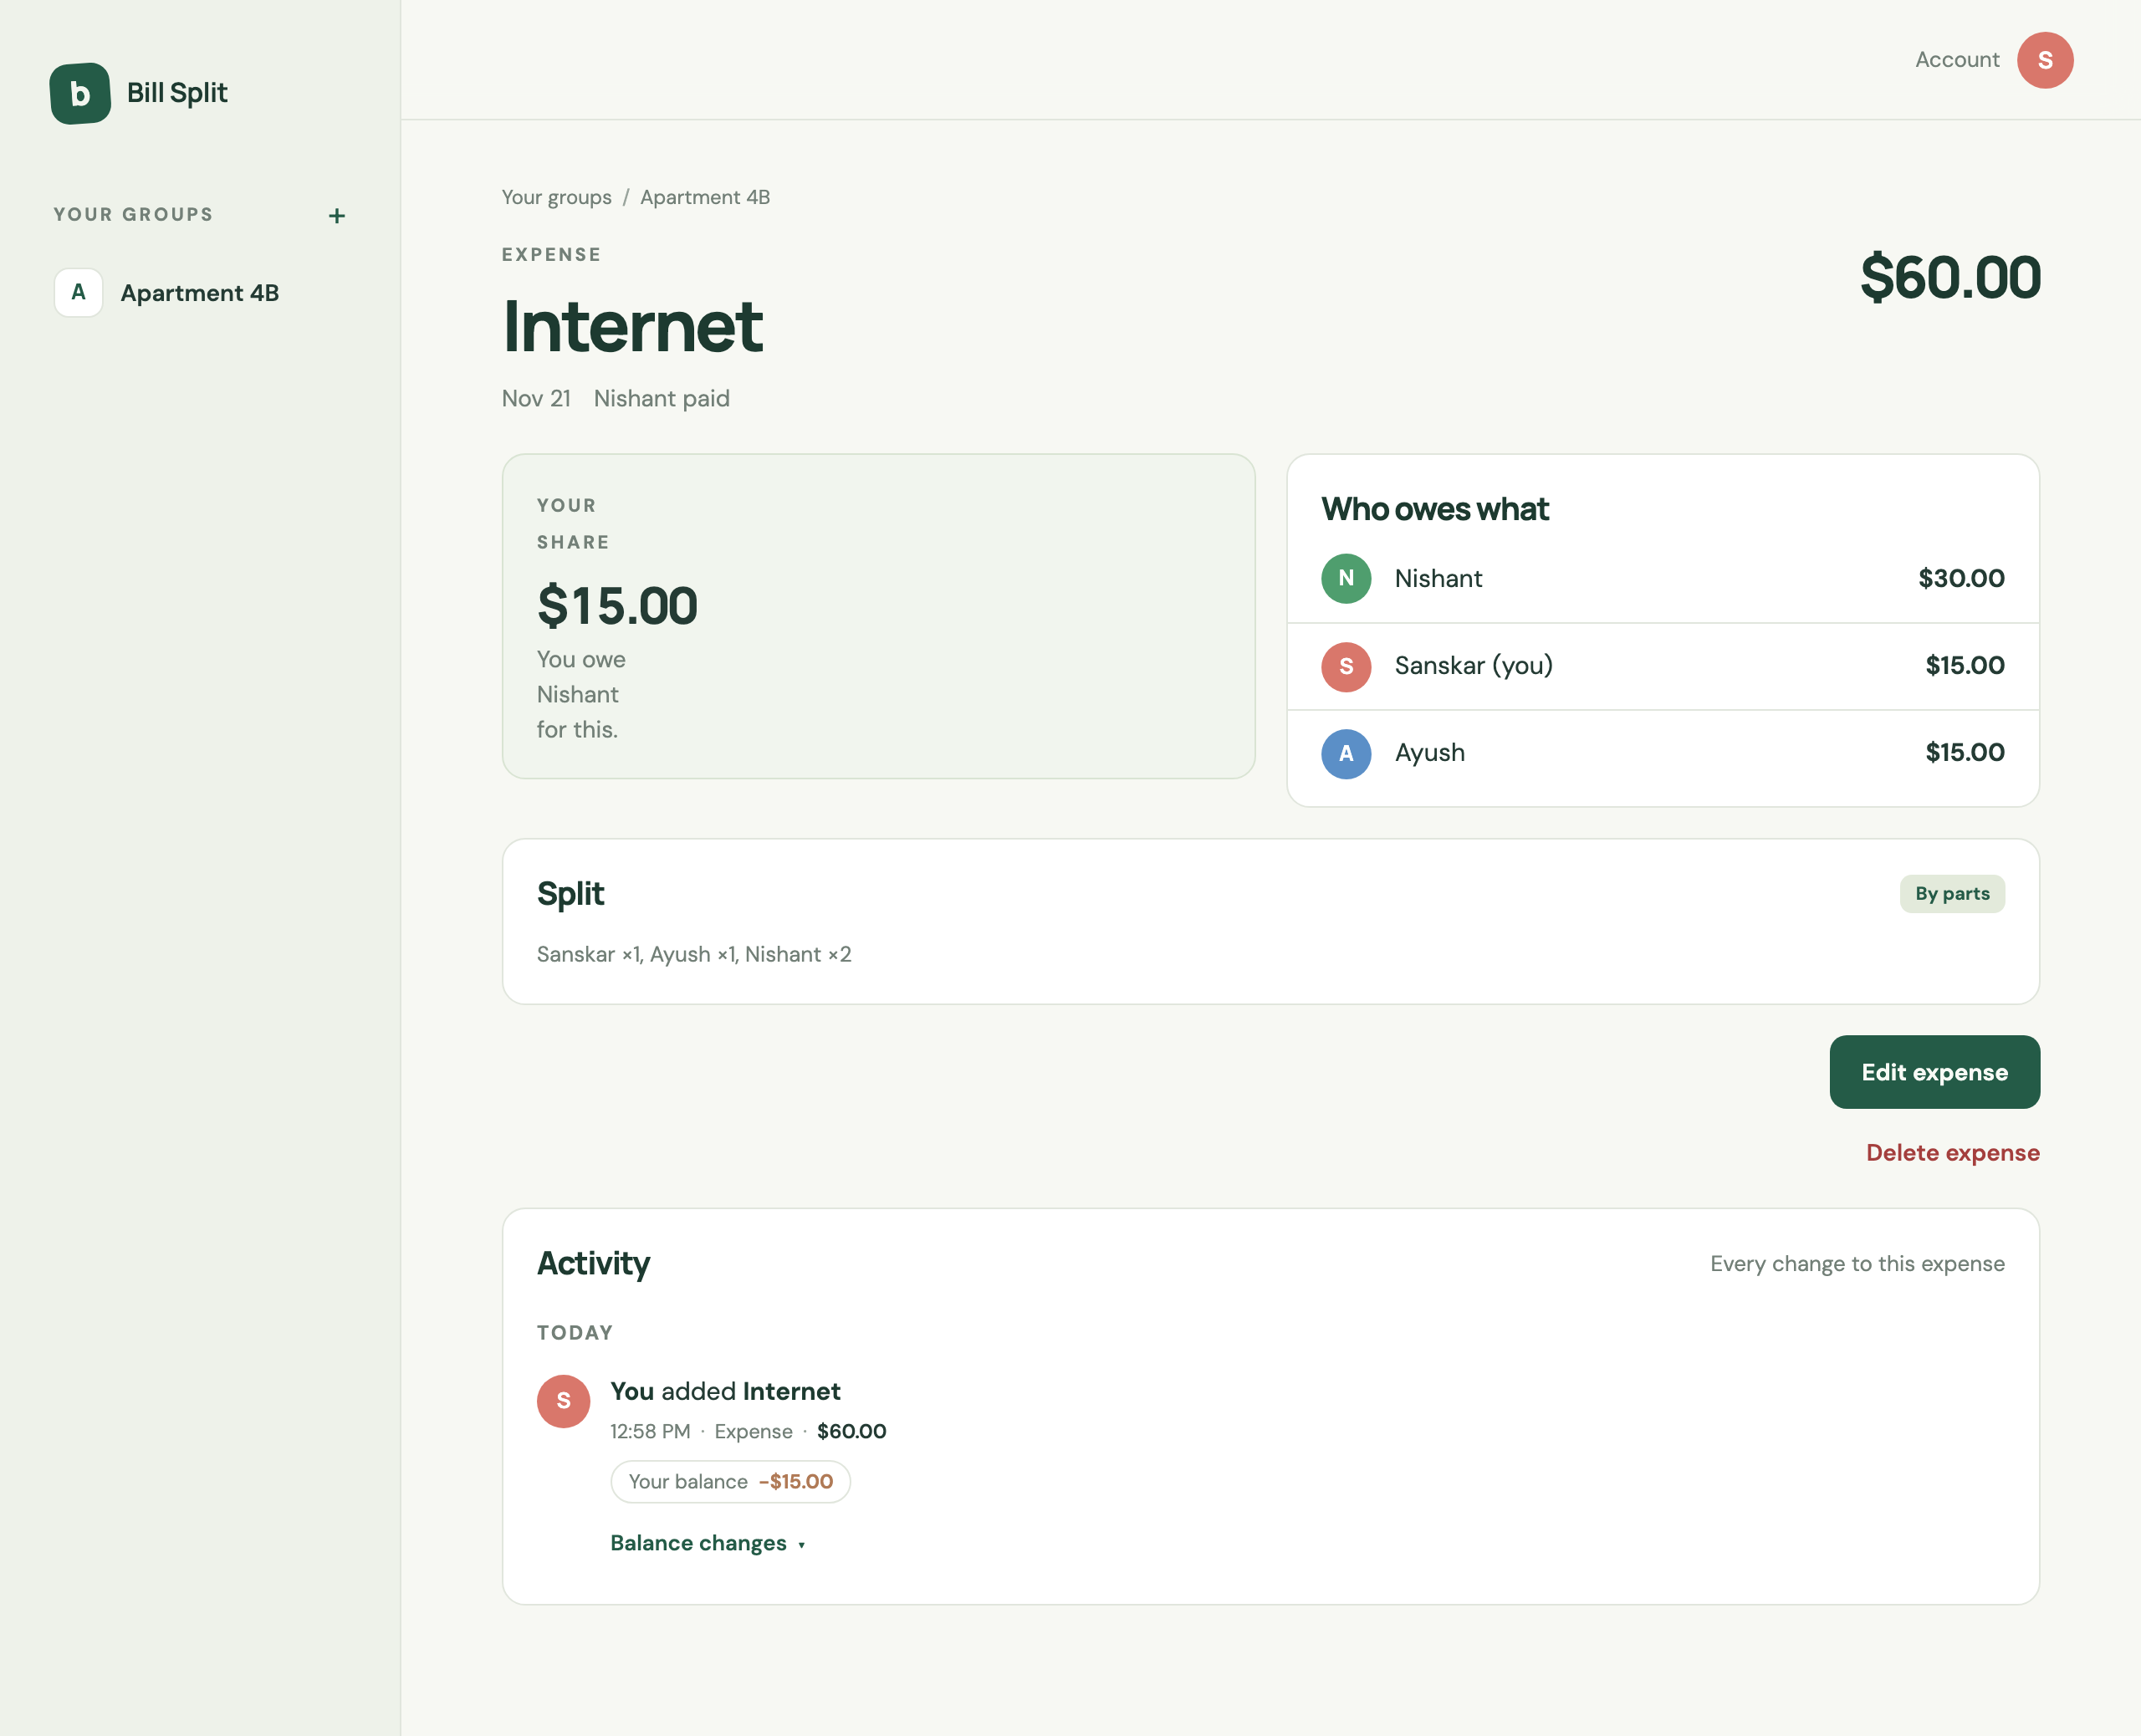 b Bill Split
Account S
YOUR GROUPS +
A Apartment 4B
Your groups / Apartment 4B
EXPENSE
Internet
$60.00
Nov 21 Nishant paid
YOUR
SHARE
$15.00
You owe
Nishant
for this.
Who owes what
N Nishant $30.00
S Sanskar (you) $15.00
A Ayush $15.00
Split By parts
Sanskar ×1, Ayush ×1, Nishant ×2
Edit expense
Delete expense
Activity Every change to this expense
TODAY
S You added Internet
12:58 PM · Expense · $60.00
Your balance −$15.00
Balance changes ▾